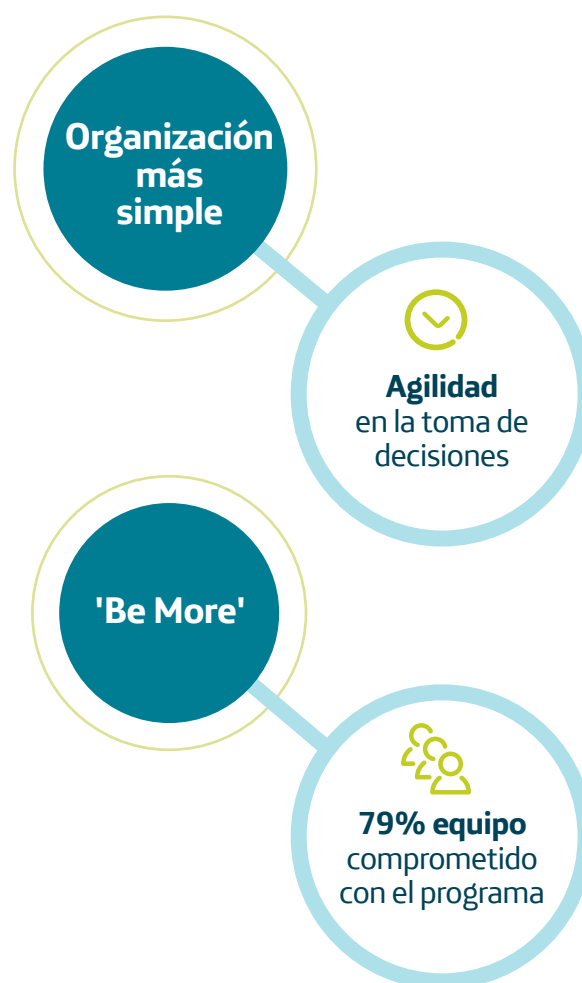 Organización
más
simple
Agilidad
en la toma de
decisiones
'Be More'
79% equipo
comprometido
con el programa